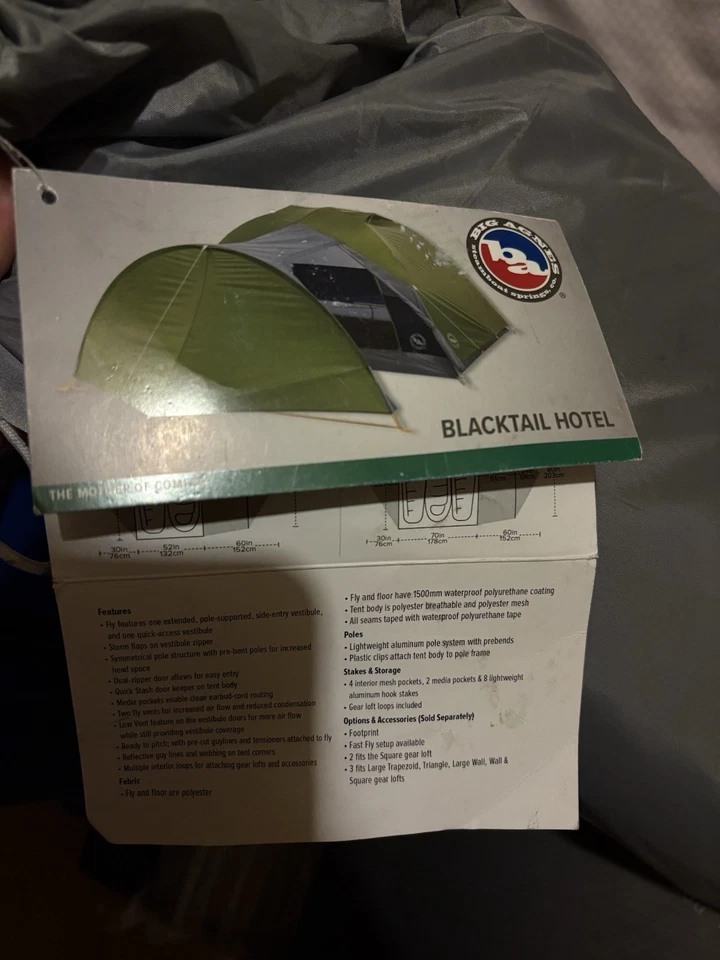 BIG AGNES
ba
steamboat springs, co.
®
BLACKTAIL HOTEL
THE MOTHER OF COM
203cm
30in
76cm
52in
132cm
60in
152cm
30in
76cm
70in
178cm
60in
152cm
Features
• Fly features one extended, pole-supported, side-entry vestibule,
and one quick-access vestibule
• Storm flaps on vestibule zipper
• Symmetrical pole structure with pre-bent poles for increased
head space
• Dual-zipper door allows for easy entry
• Quick Stash door keeper on tent body
• Media pockets enable clear earbud-cord routing
• Two fly vents for increased air flow and reduced condensation
• Low Vent feature on the vestibule doors for more air flow
while still providing vestibule coverage
• Ready to pitch; with pre-cut guylines and tensioners attached to fly
• Reflective guy lines and webbing on tent corners
• Multiple interior loops for attaching gear lofts and accessories
Fabric
• Fly and floor are polyester
• Fly and floor have 1500mm waterproof polyurethane coating
• Tent body is polyester breathable and polyester mesh
• All seams taped with waterproof polyurethane tape
Poles
• Lightweight aluminum pole system with prebends
• Plastic clips attach tent body to pole frame
Stakes & Storage
• 4 interior mesh pockets, 2 media pockets & 8 lightweight
aluminum hook stakes
• Gear loft loops included
Options & Accessories (Sold Separately)
• Footprint
• Fast Fly setup available
• 2 fits the Square gear loft
• 3 fits Large Trapezoid, Triangle, Large Wall, Wall &
Square gear lofts